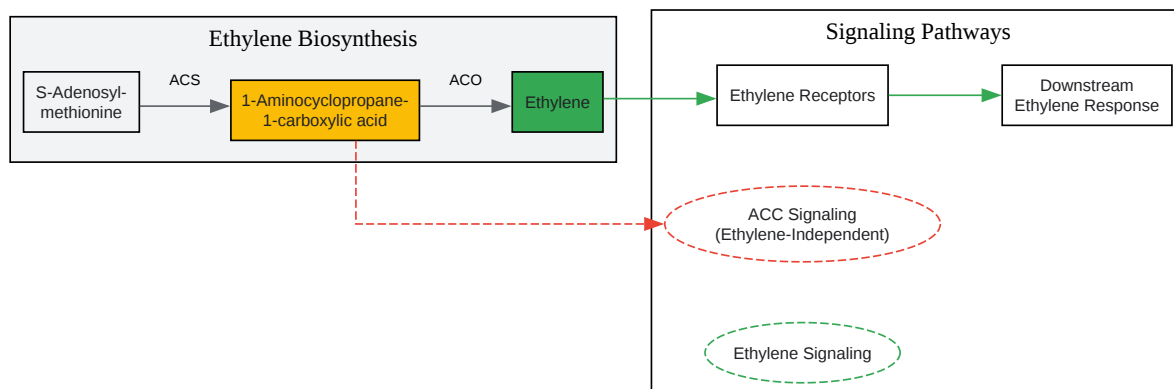 Ethylene Biosynthesis
S-Adenosyl-
methionine
ACS
1-Aminocyclopropane-
1-carboxylic acid
ACO
Ethylene
Signaling Pathways
Ethylene Receptors
Downstream
Ethylene Response
ACC Signaling
(Ethylene-Independent)
Ethylene Signaling